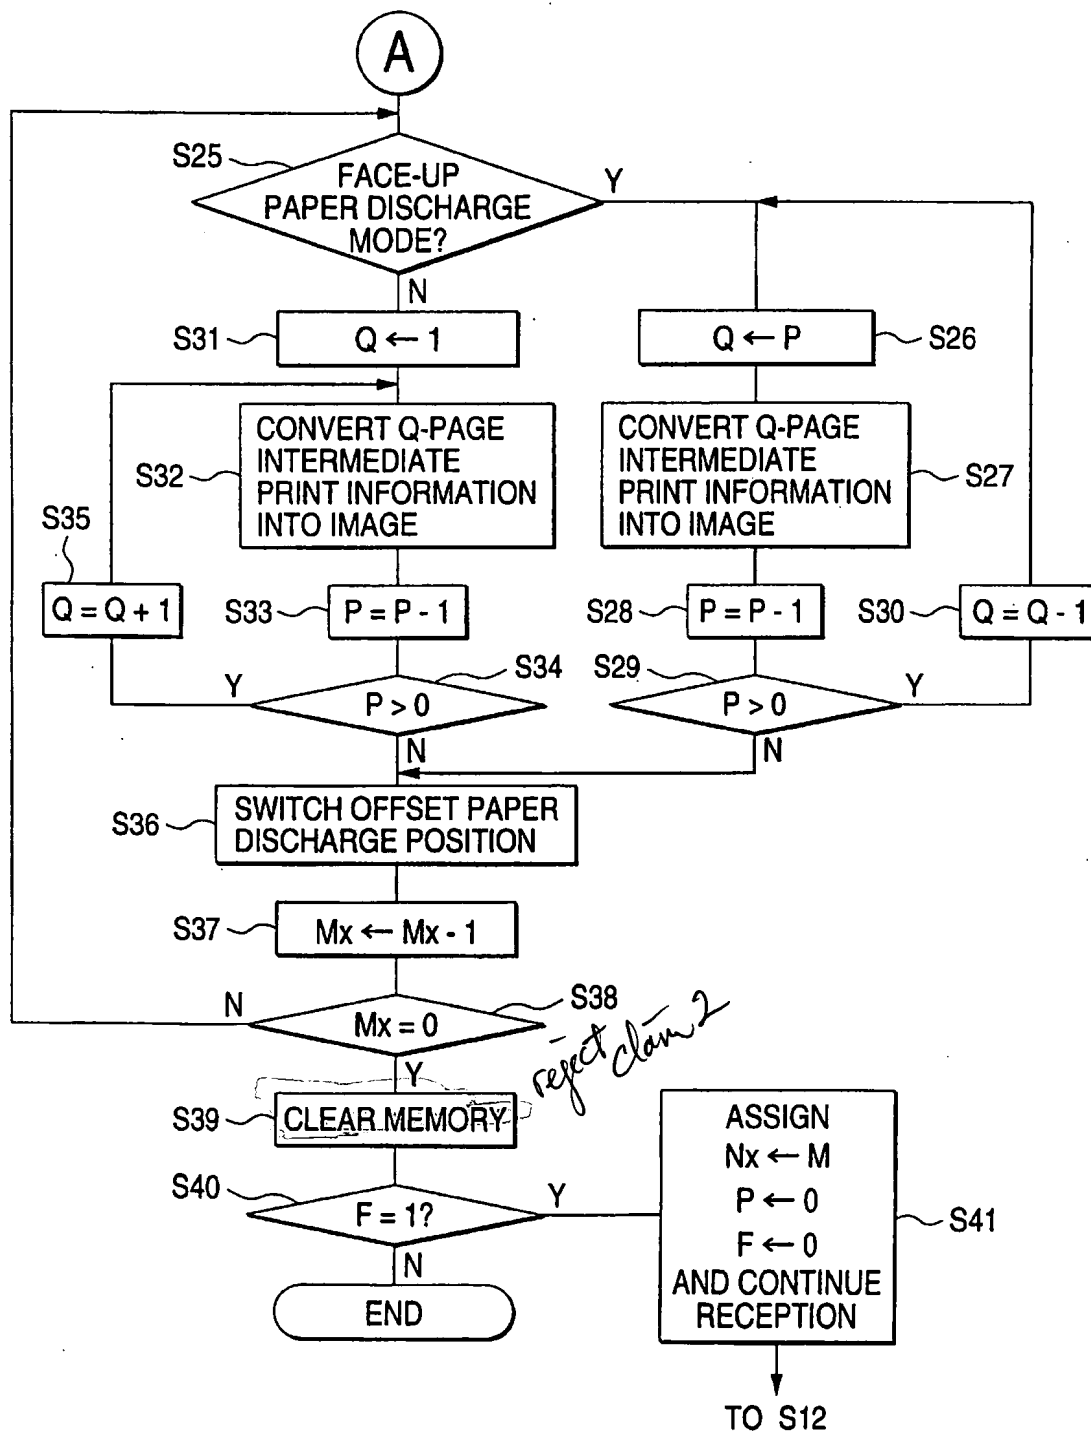 A
S25
FACE-UP
PAPER DISCHARGE
MODE?
Y
N
S31
Q ← 1
Q ← P
S26
S32
CONVERT Q-PAGE
INTERMEDIATE
PRINT INFORMATION
INTO IMAGE
CONVERT Q-PAGE
INTERMEDIATE
PRINT INFORMATION
INTO IMAGE
S27
S35
Q = Q + 1
S33
P = P - 1
S28
P = P - 1
S30
Q = Q - 1
Y
P > 0
S34
N
S29
P > 0
Y
N
S36
SWITCH OFFSET PAPER
DISCHARGE POSITION
S37
Mx ← Mx - 1
N
Mx = 0
S38
Y
reject claim 2
S39
CLEAR MEMORY
S40
F = 1?
Y
N
END
ASSIGN
Nx ← M
P ← 0
F ← 0
AND CONTINUE
RECEPTION
S41
TO S12